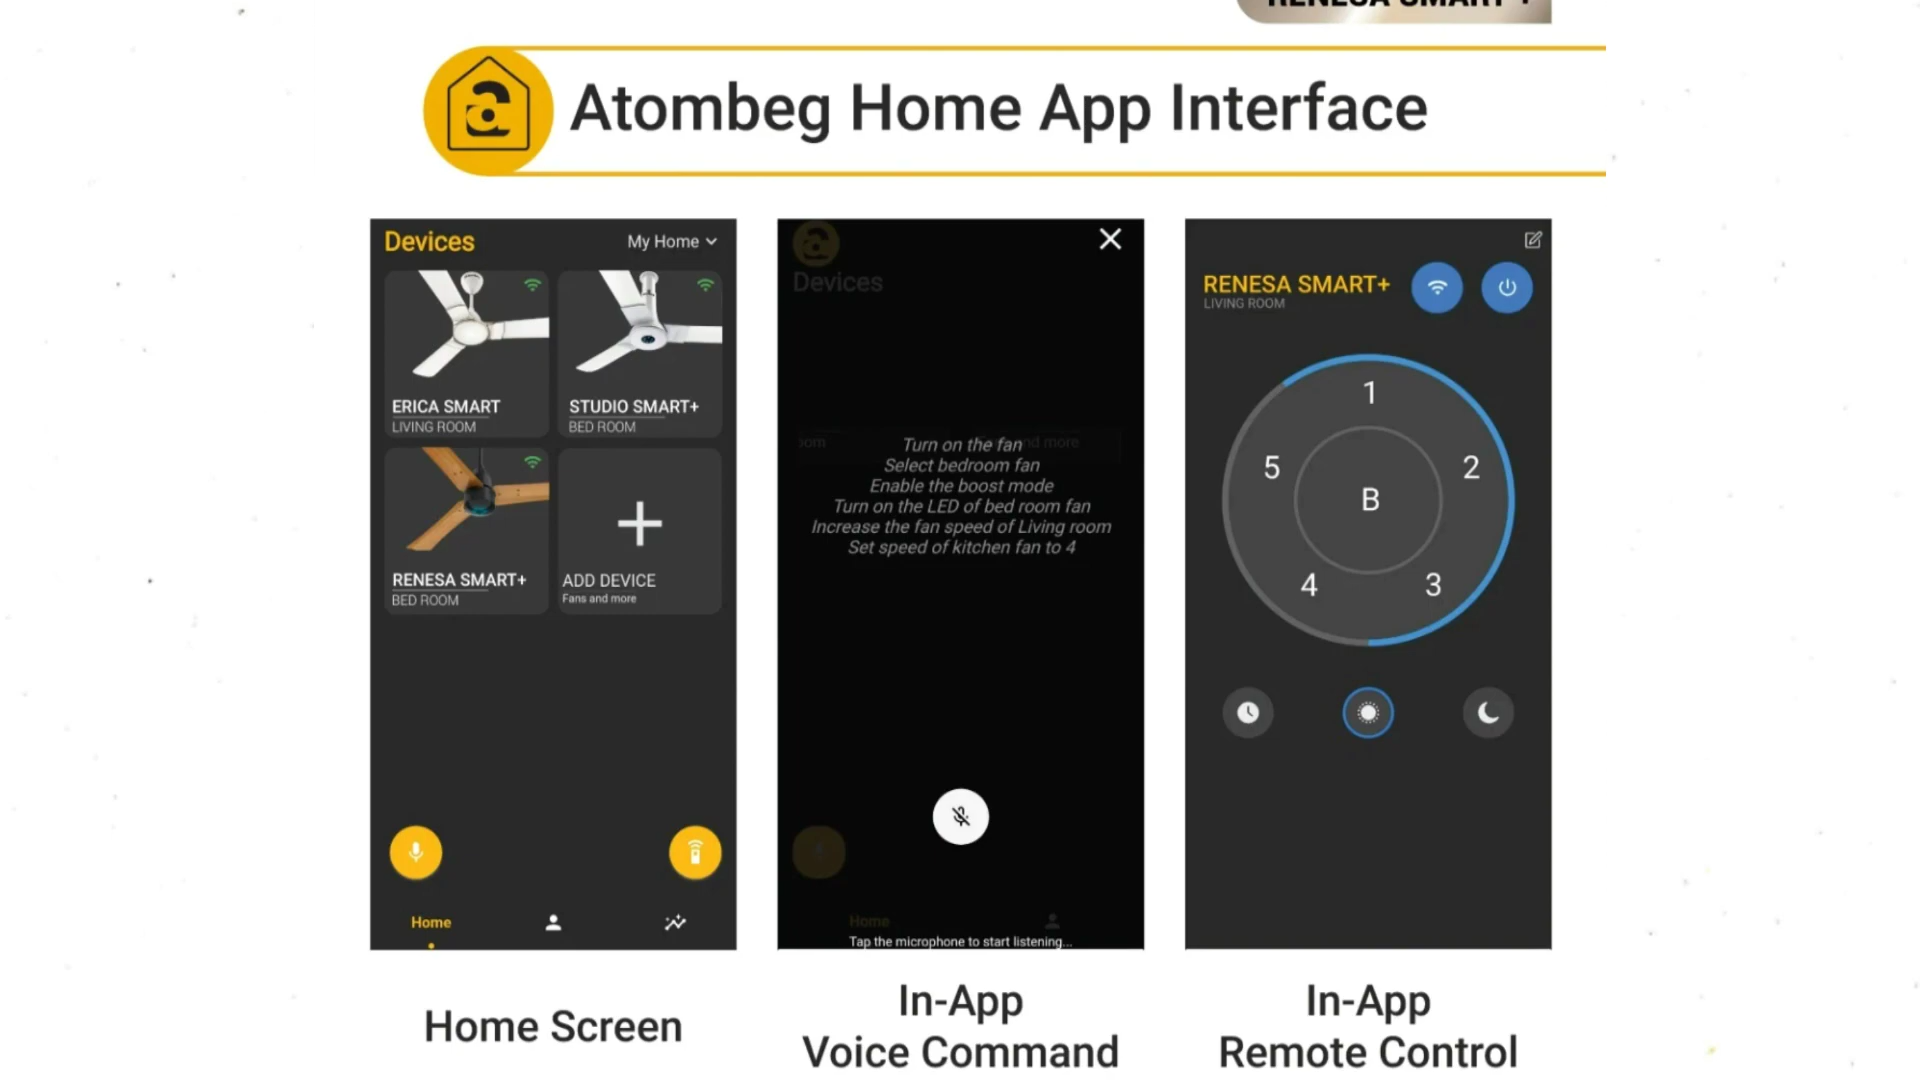 RENESA SMART +
Atombeg Home App Interface
Devices
My Home
ERICA SMART
LIVING ROOM
STUDIO SMART+
BED ROOM
RENESA SMART+
BED ROOM
ADD DEVICE
Fans and more
Home
Home Screen
Devices
Turn on the fan
Select bedroom fan
Enable the boost mode
Turn on the LED of bed room fan
Increase the fan speed of Living room
Set speed of kitchen fan to 4
Home
Tap the microphone to start listening...
In-App
Voice Command
RENESA SMART+
LIVING ROOM
1
5
2
B
4
3
In-App
Remote Control